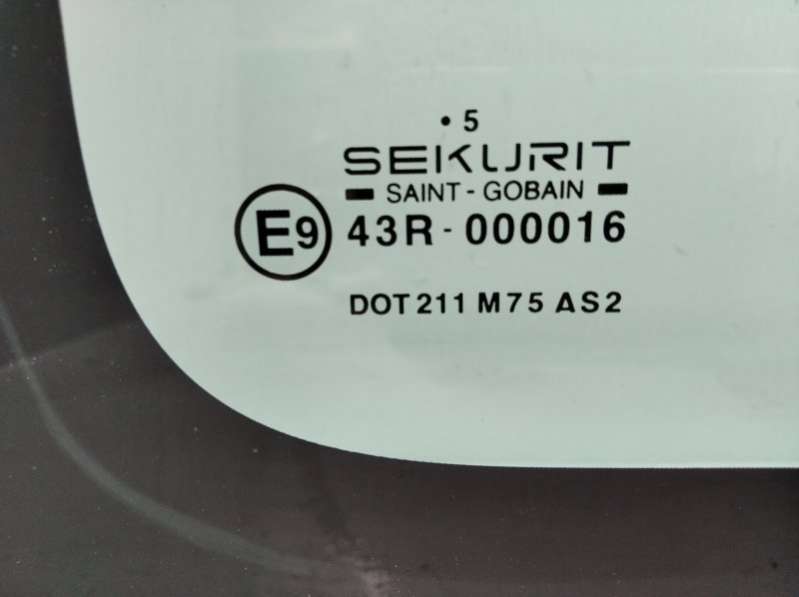 • 5
SEKURIT
SAINT - GOBAIN
E9 43R - 000016
DOT 211 M75 AS2